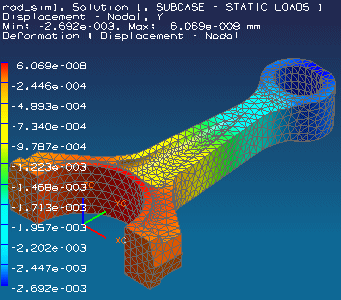 rod_sim1, Solution 1, SUBCASE - STATIC LOADS 1
Displacement - Nodal, Y
Min: -2.692e-003, Max:  6.069e-008 mm
Deformation : Displacement - Nodal
6.069e-008
-2.446e-004
-4.893e-004
-7.340e-004
-9.787e-004
-1.223e-003
-1.468e-003
-1.713e-003
-1.957e-003
-2.202e-003
-2.447e-003
-2.692e-003
YC
XC